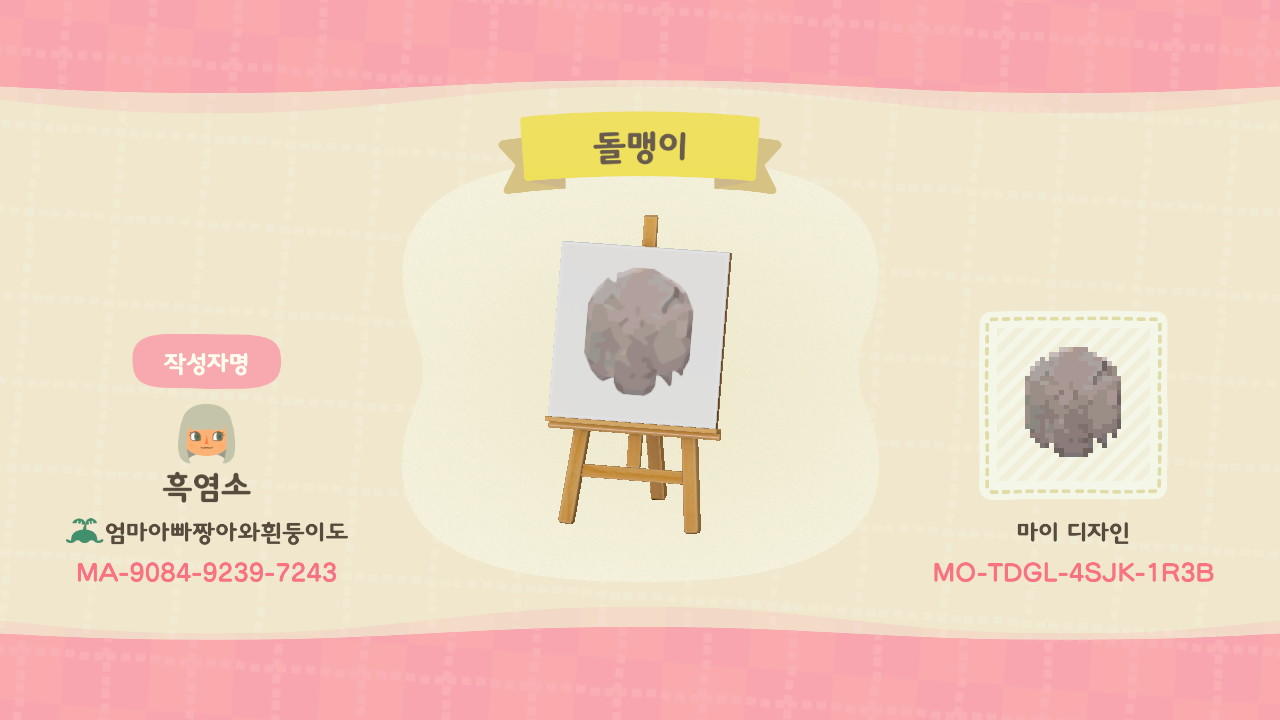 돌맹이
작성자명
흑염소
엄마아빠짱아와흰둥이도
MA-9084-9239-7243
마이 디자인
MO-TDGL-4SJK-1R3B